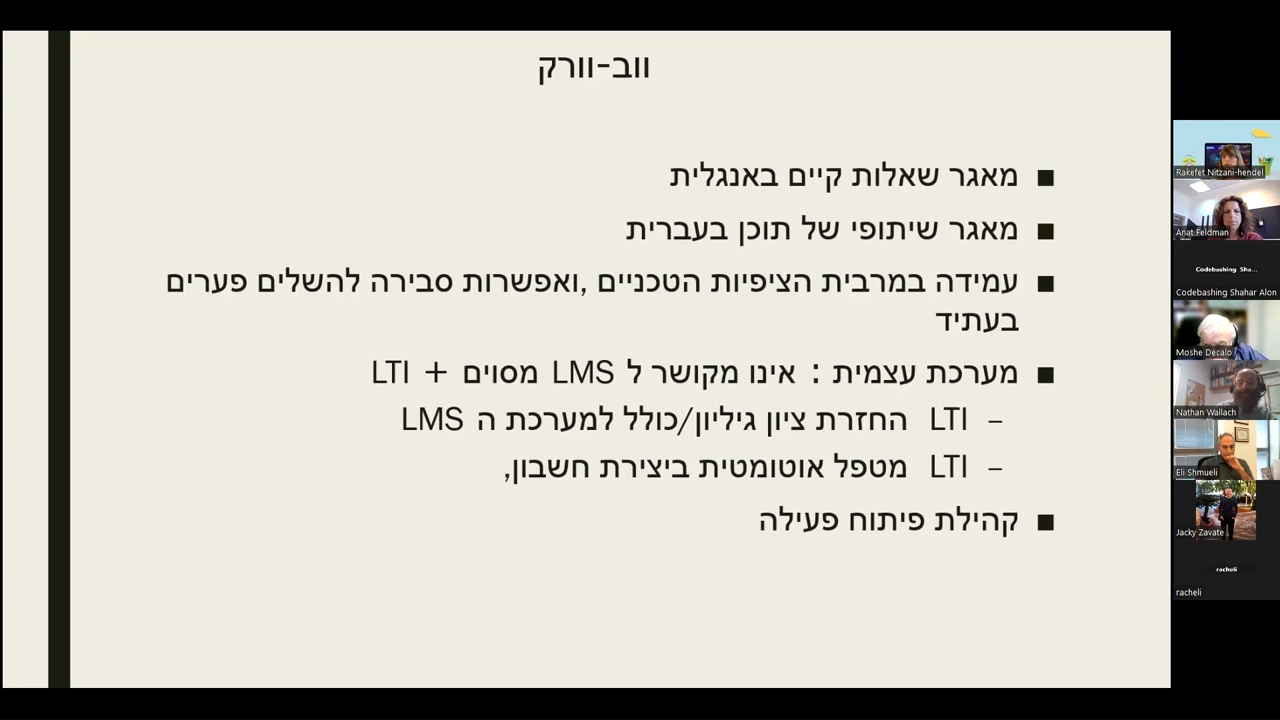 ווב-וורק
■ מאגר שאלות קיים באנגלית
■ מאגר שיתופי של תוכן בעברית
■ עמידה במרבית הציפיות הטכניים ,ואפשרות סבירה להשלים פערים
בעתיד
■ מערכת עצמית : אינו מקושר ל LMS מסוים + LTI
– LTI החזרת ציון גיליון/כולל למערכת ה LMS
– LTI מטפל אוטומטית ביצירת חשבון,
■ קהילת פיתוח פעילה
Rakefet Nitzani-hendel
Anat Feldman
Codebashing Sha...
Codebashing Shahar Alon
Moshe Decalo
Nathan Wallach
Eli Shmueli
Jacky Zavate
racheli
racheli